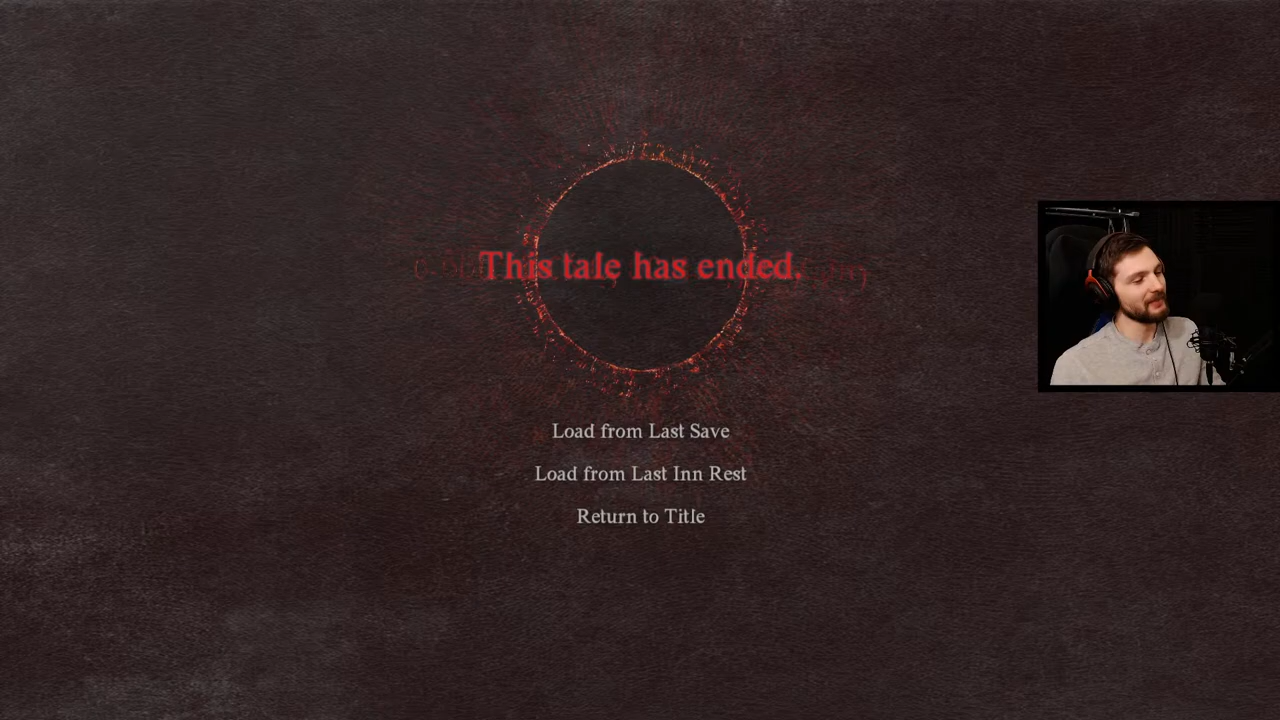 This tale has ended.
Load from Last Save
Load from Last Inn Rest
Return to Title